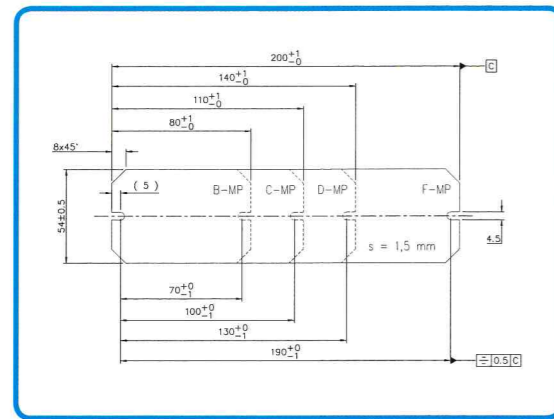 200+1-0
C
140+1-0
110+1-0
80+1-0
8x45°
( 5 )
B-MP C-MP D-MP F-MP
54±0.5
4.5
s = 1,5 mm
70+0-1
100+0-1
130+0-1
190+0-1
÷ 0.5 C